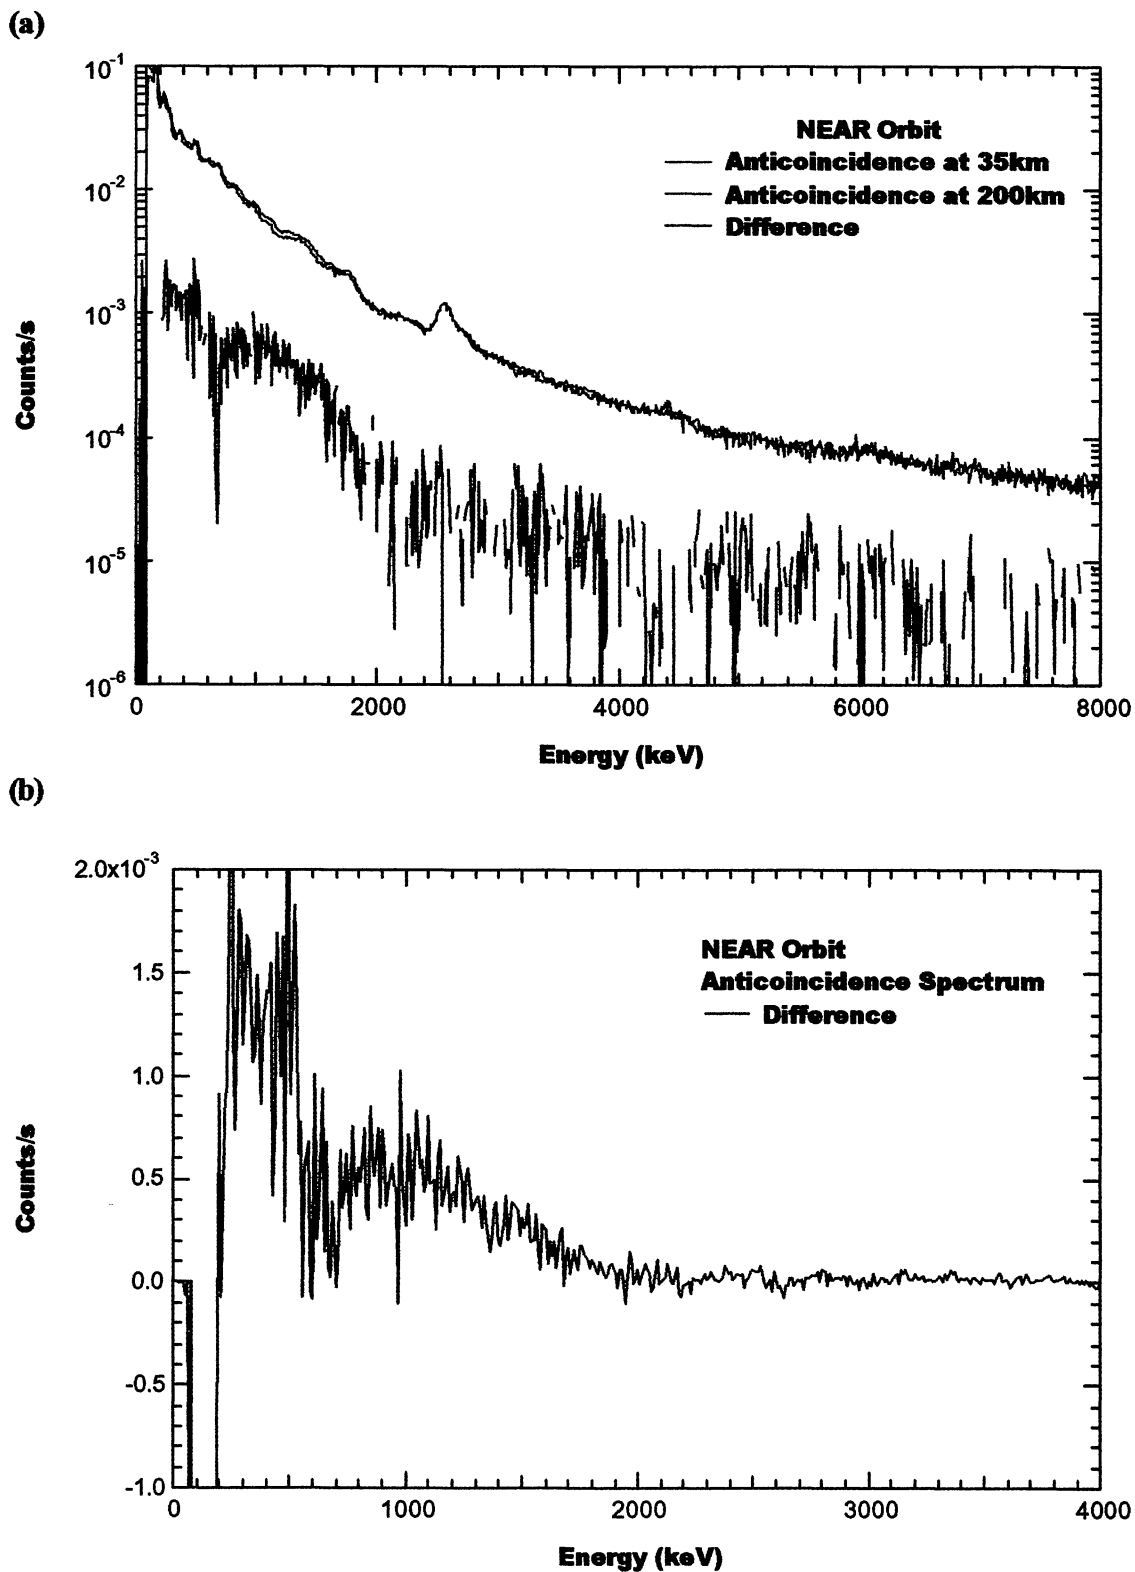 (a)
10⁻¹
NEAR Orbit
Anticoincidence at 35km
Anticoincidence at 200km
Difference
10⁻²
10⁻³
10⁻⁴
10⁻⁵
10⁻⁶
Counts/s
0 2000 4000 6000 8000
Energy (keV)
(b)
2.0x10⁻³
NEAR Orbit
Anticoincidence Spectrum
Difference
1.5
1.0
0.5
0.0
-0.5
-1.0
Counts/s
0 1000 2000 3000 4000
Energy (keV)